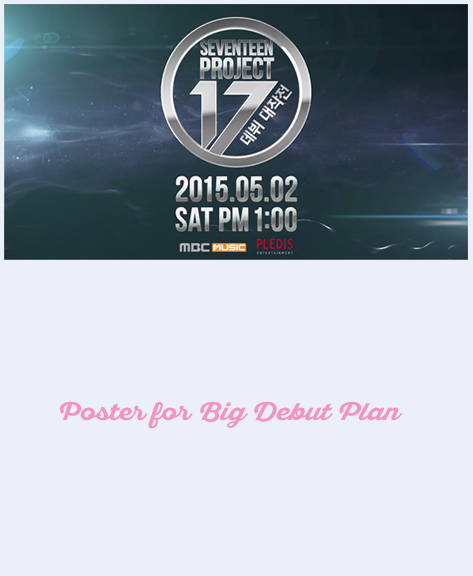 SEVENTEEN
PROJECT
17
데뷔 대작전
2015.05.02
SAT PM 1:00
MBC MUSIC PLEDIS
ENTERTAINMENT
Poster for Big Debut Plan